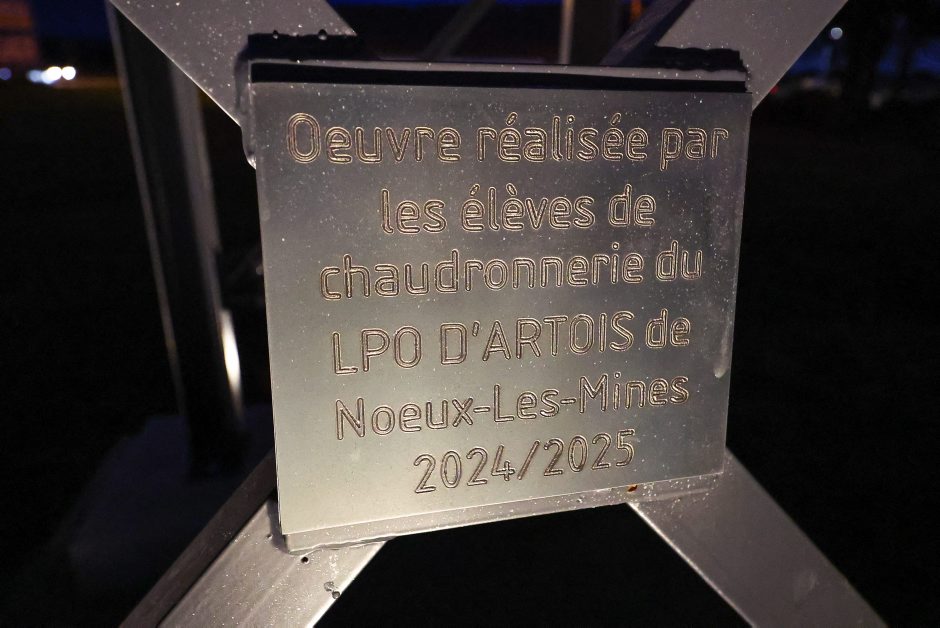 Oeuvre réalisée par
les élèves de
chaudronnerie du
LPO D'ARTOIS de
Noeux-Les-Mines
2024/2025